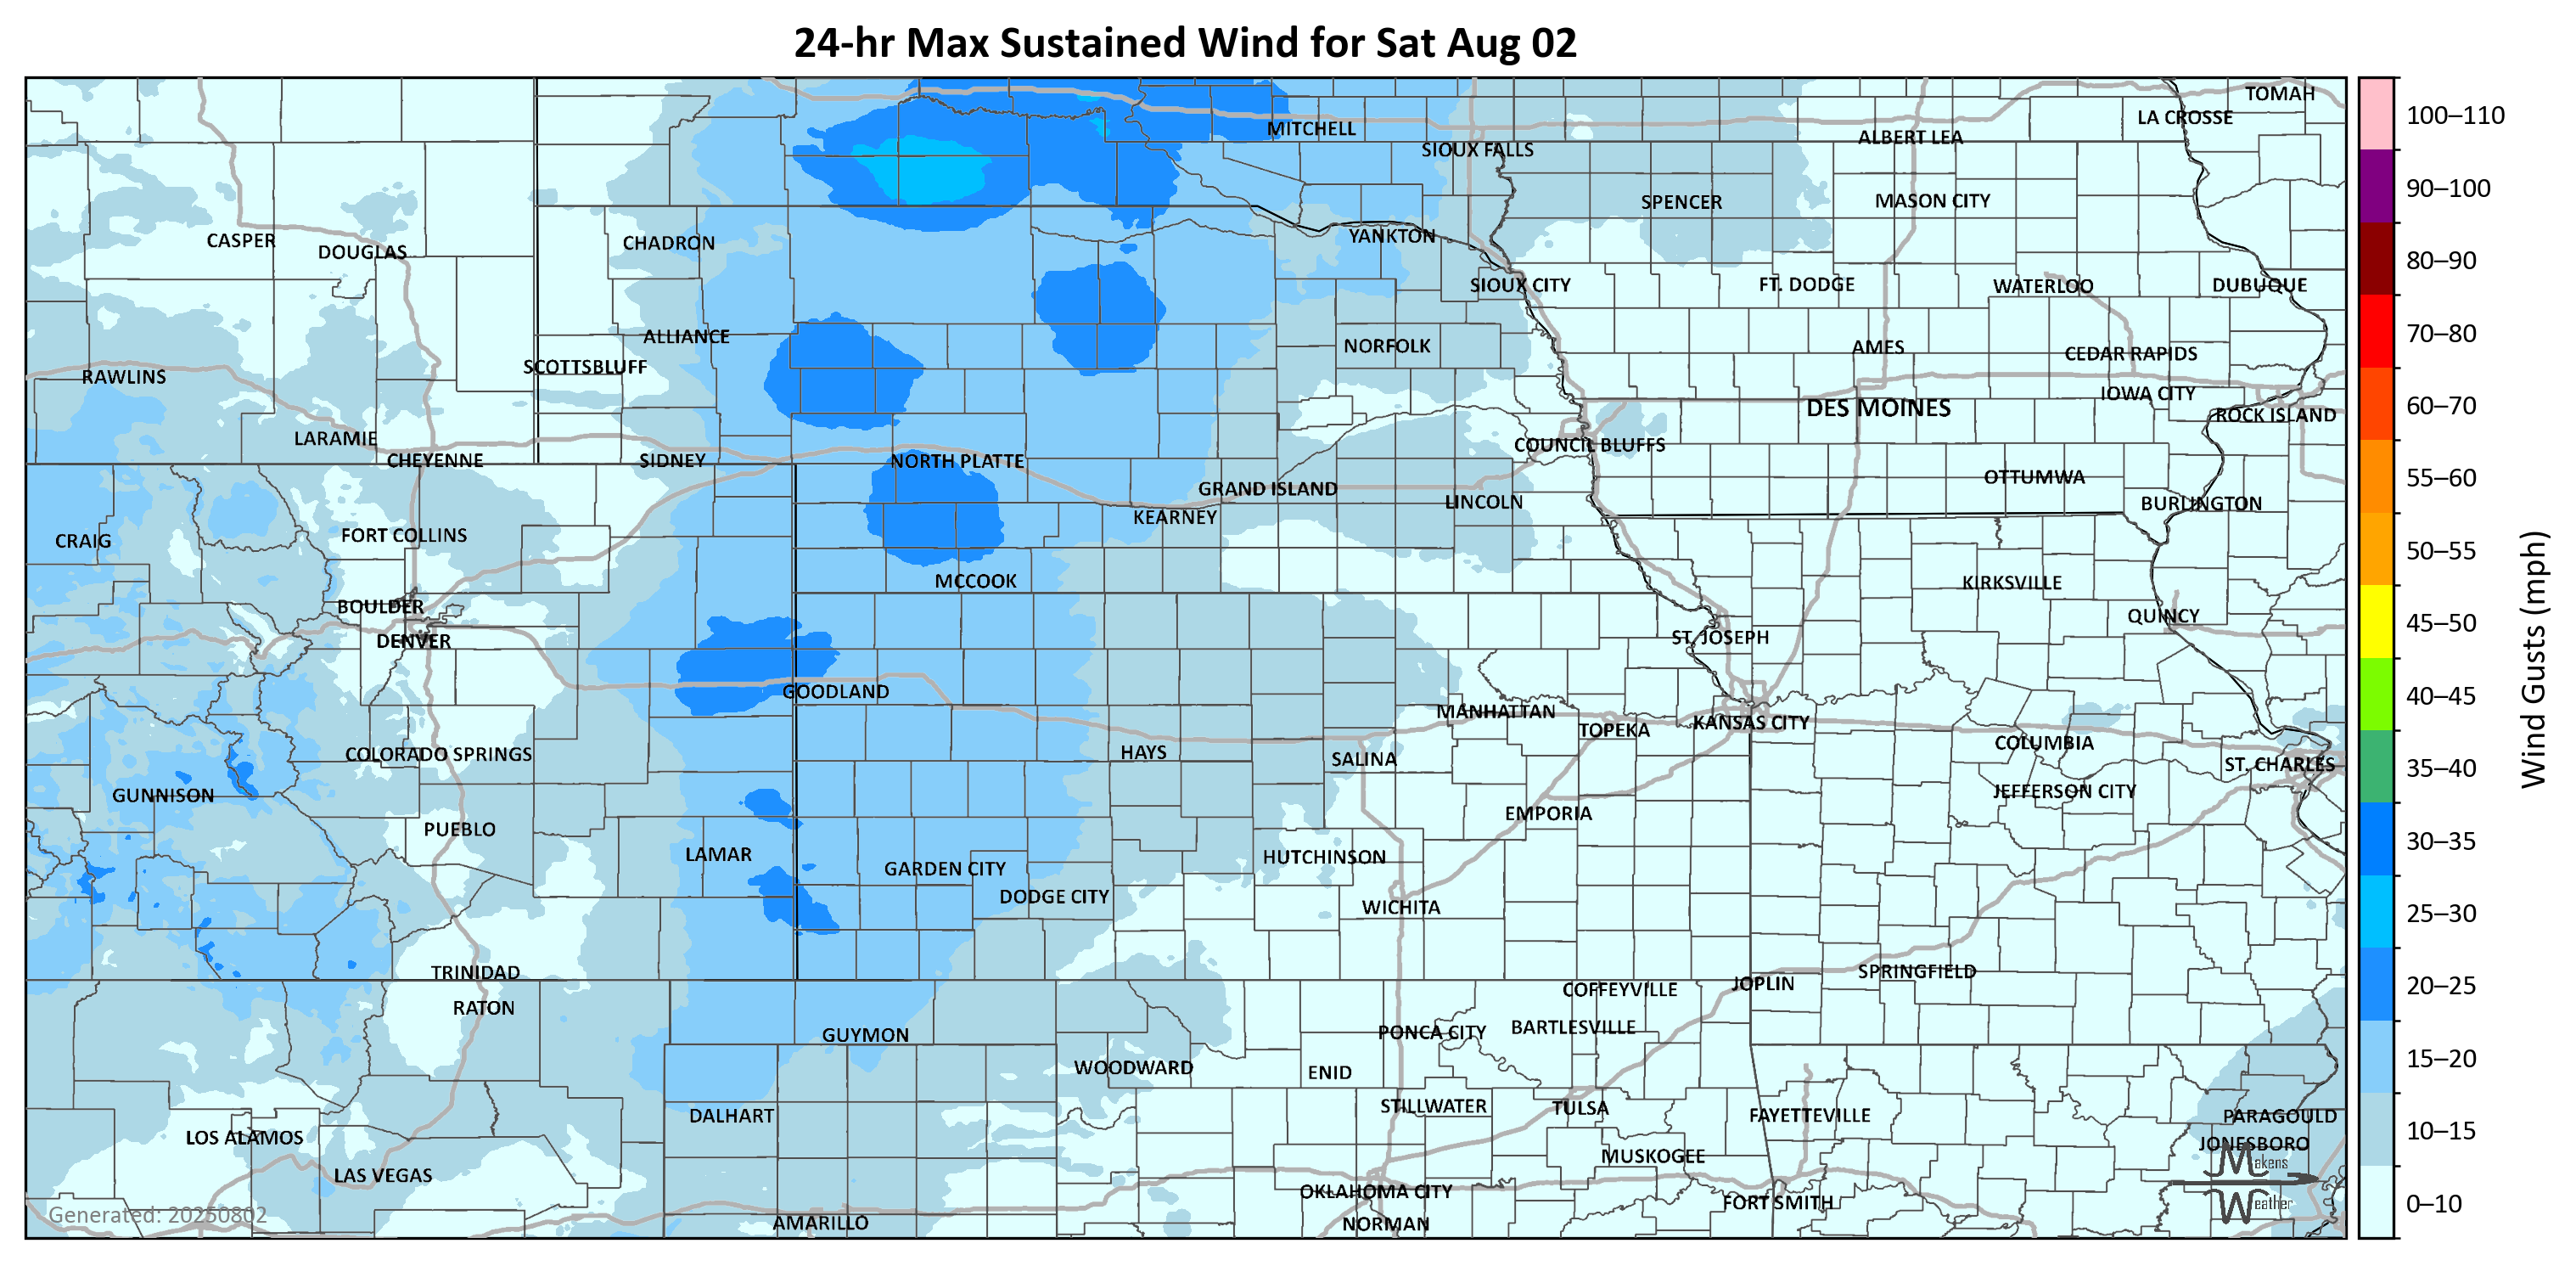 24-hr Max Sustained Wind for Sat Aug 02
TOMAH
LA CROSSE
MITCHELL
ALBERT LEA
SIOUX FALLS
SPENCER
MASON CITY
CASPER
DOUGLAS
CHADRON
YANKTON
SIOUX CITY
FT. DODGE
WATERLOO
DUBUQUE
ALLIANCE
NORFOLK
AMES
CEDAR RAPIDS
SCOTTSBLUFF
RAWLINS
IOWA CITY
DES MOINES
ROCK ISLAND
LARAMIE
COUNCIL BLUFFS
CHEYENNE
SIDNEY
NORTH PLATTE
OTTUMWA
GRAND ISLAND
LINCOLN
BURLINGTON
KEARNEY
CRAIG
FORT COLLINS
MCCOOK
KIRKSVILLE
BOULDER
QUINCY
DENVER
ST. JOSEPH
GOODLAND
MANHATTAN
TOPEKA
KANSAS CITY
COLUMBIA
COLORADO SPRINGS
HAYS
SALINA
ST. CHARLES
GUNNISON
JEFFERSON CITY
EMPORIA
PUEBLO
LAMAR
HUTCHINSON
GARDEN CITY
DODGE CITY
WICHITA
TRINIDAD
SPRINGFIELD
JOPLIN
COFFEYVILLE
RATON
GUYMON
PONCA CITY
BARTLESVILLE
WOODWARD
ENID
STILLWATER
TULSA
FAYETTEVILLE
PARAGOULD
DALHART
LOS ALAMOS
JONESBORO
MUSKOGEE
LAS VEGAS
OKLAHOMA CITY
FORT SMITH
AMARILLO
NORMAN
Generated: 20250802
Makens
Weather
100–110
90–100
80–90
70–80
60–70
55–60
50–55
45–50
40–45
35–40
30–35
25–30
20–25
15–20
10–15
0–10
Wind Gusts (mph)